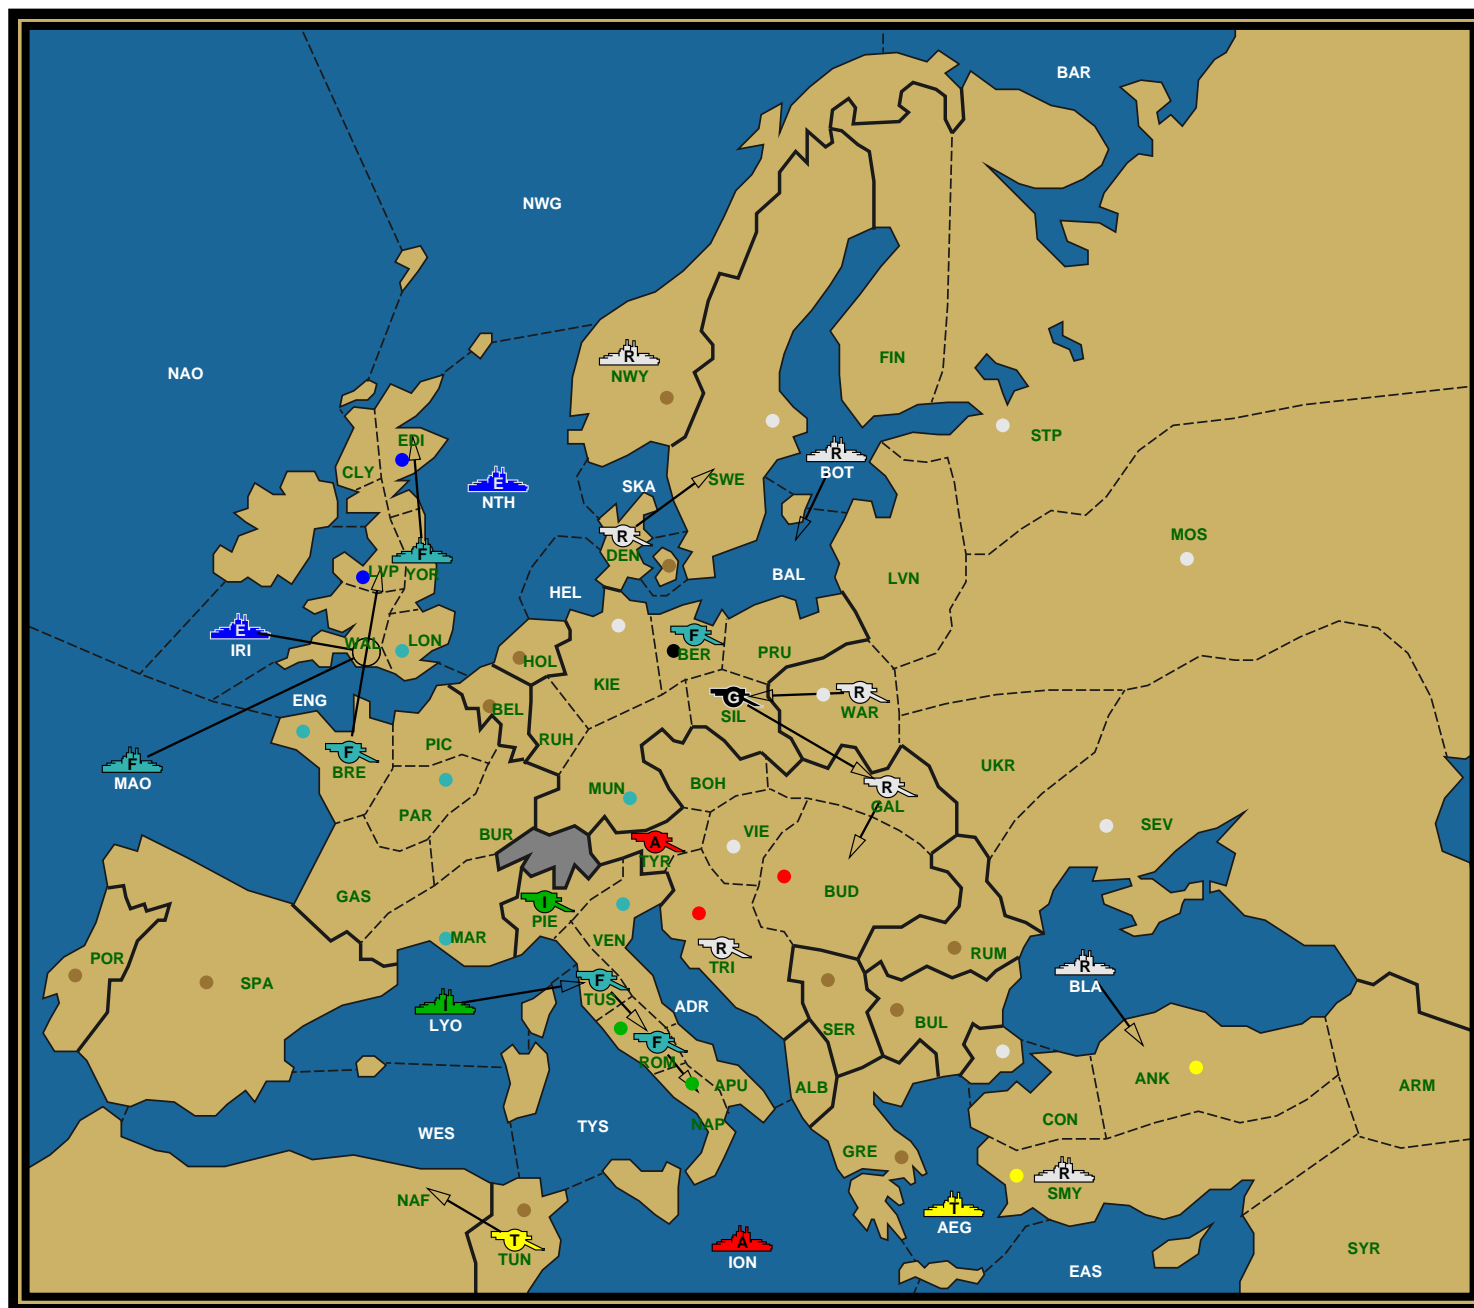 BAR
NWG
NAO
R
NWY
FIN
EDI
STP
R
BOT
CLY
SKA
SWE
E
NTH
MOS
R
DEN
F
YOR
LVP
BAL
LVN
HEL
E
IRI
WAL
LON
F
BER
PRU
HOL
KIE
G
SIL
R
WAR
ENG
BEL
PIC
RUH
F
BRE
F
MAO
UKR
MUN
BOH
R
GAL
PAR
BUR
VIE
SEV
A
TYR
GAS
BUD
I
PIE
MAR
VEN
R
TRI
RUM
POR
SPA
R
BLA
F
TUS
I
LYO
ADR
SER
BUL
F
ROM
ANK
ALB
APU
ARM
CON
WES
TYS
NAP
GRE
R
SMY
NAF
T
AEG
T
TUN
A
ION
SYR
EAS